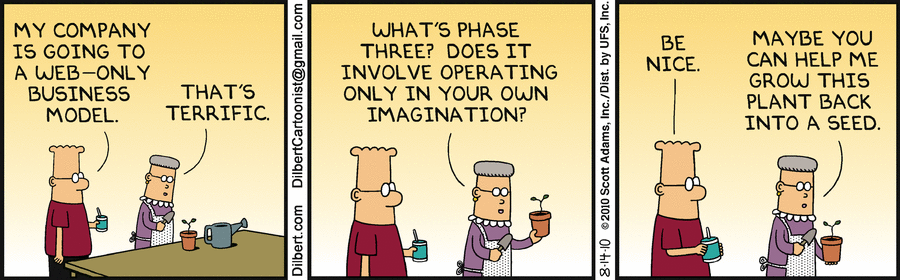 MY COMPANY
IS GOING TO
A WEB-ONLY
BUSINESS
MODEL.
THAT'S
TERRIFIC.
Dilbert.com DilbertCartoonist@gmail.com
WHAT'S PHASE
THREE? DOES IT
INVOLVE OPERATING
ONLY IN YOUR OWN
IMAGINATION?
8-14-10 © 2010 Scott Adams, Inc./Dist. by UFS, Inc.
BE
NICE.
MAYBE YOU
CAN HELP ME
GROW THIS
PLANT BACK
INTO A SEED.